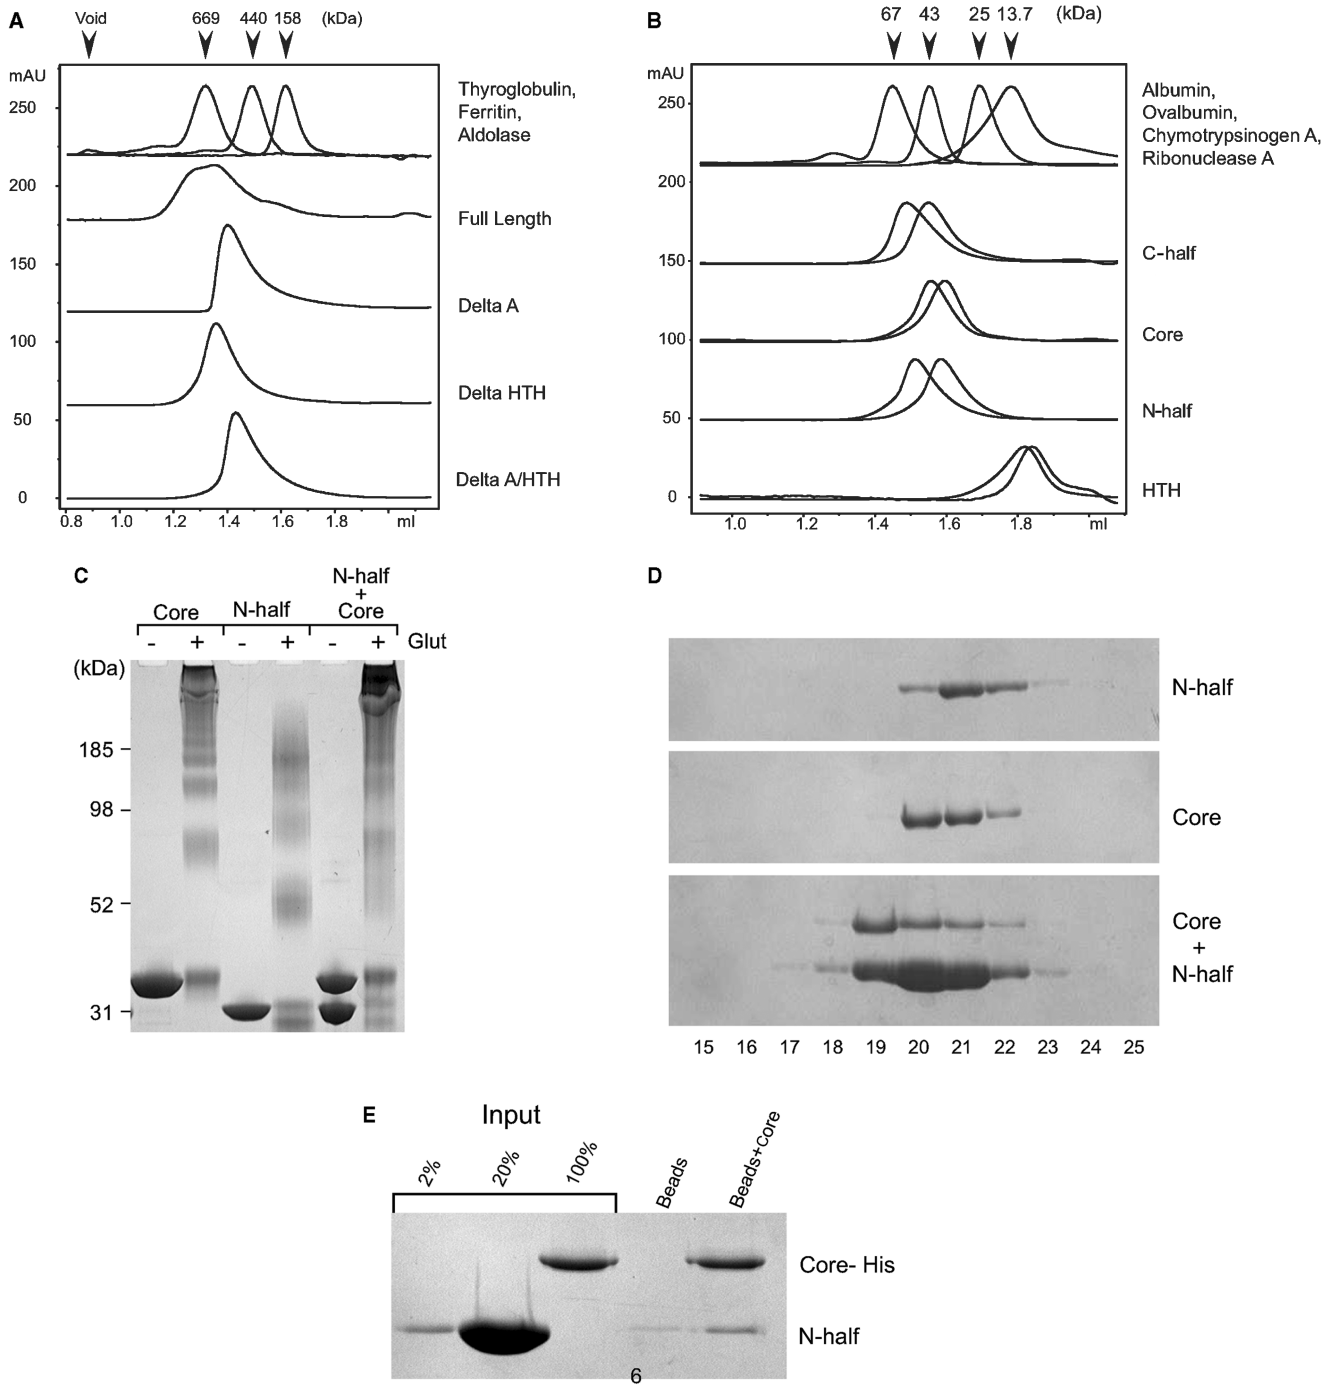 A
Void 669 440 158 (kDa)
mAU
250
200
150
100
50
0
0.8 1.0 1.2 1.4 1.6 1.8 ml
Thyroglobulin,
Ferritin,
Aldolase
Full Length
Delta A
Delta HTH
Delta A/HTH
B
67 43 25 13.7 (kDa)
mAU
250
200
150
100
50
0
1.0 1.2 1.4 1.6 1.8 ml
Albumin,
Ovalbumin,
Chymotrypsinogen A,
Ribonuclease A
C-half
Core
N-half
HTH
C
Core N-half N-half
+
Core
- + - + - + Glut
(kDa)
185
98
52
31
D
N-half
Core
Core
+
N-half
15 16 17 18 19 20 21 22 23 24 25
E
Input
2% 20% 100% Beads Beads+Core
Core- His
N-half
6